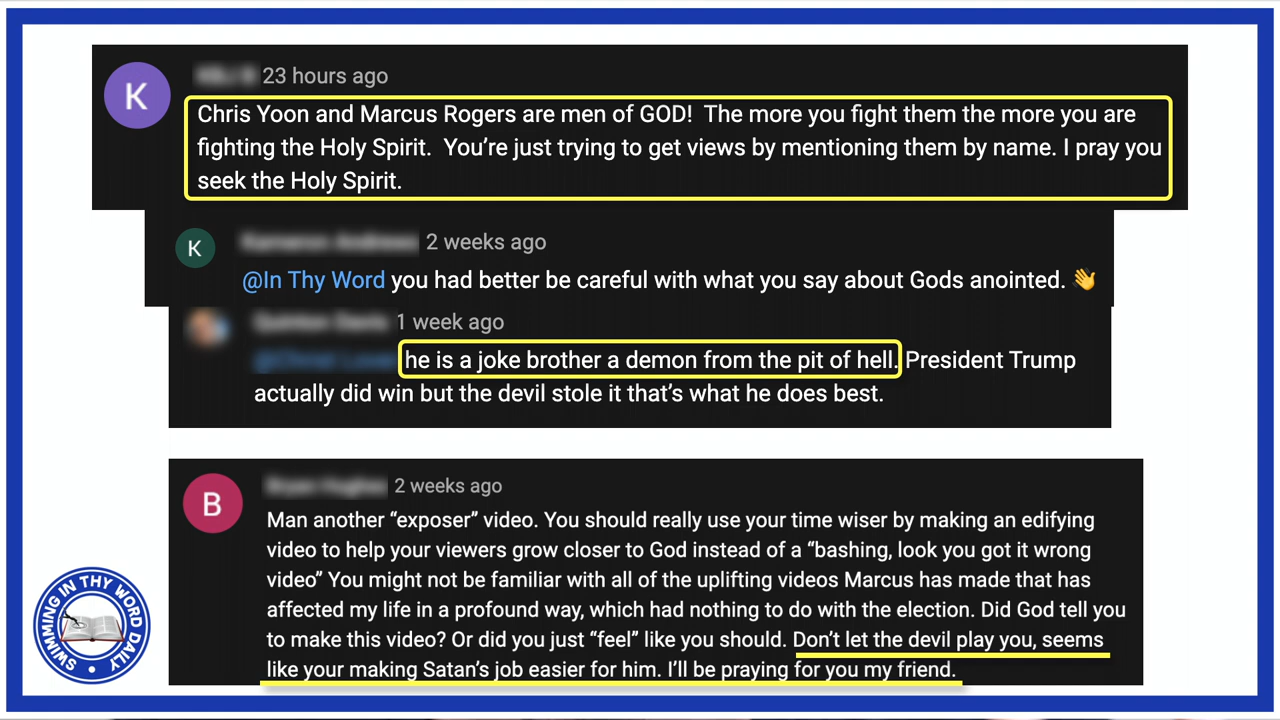 K
23 hours ago
Chris Yoon and Marcus Rogers are men of GOD!  The more you fight them the more you are
fighting the Holy Spirit.  You’re just trying to get views by mentioning them by name. I pray you
seek the Holy Spirit.
K
2 weeks ago
@In Thy Word you had better be careful with what you say about Gods anointed. 👋
1 week ago
he is a joke brother a demon from the pit of hell. President Trump
actually did win but the devil stole it that’s what he does best.
B
2 weeks ago
Man another “exposer” video. You should really use your time wiser by making an edifying
video to help your viewers grow closer to God instead of a “bashing, look you got it wrong
video” You might not be familiar with all of the uplifting videos Marcus has made that has
affected my life in a profound way, which had nothing to do with the election. Did God tell you
to make this video? Or did you just “feel” like you should. Don’t let the devil play you, seems
like your making Satan’s job easier for him. I’ll be praying for you my friend.
SWIMMING IN THY WORD DAILY